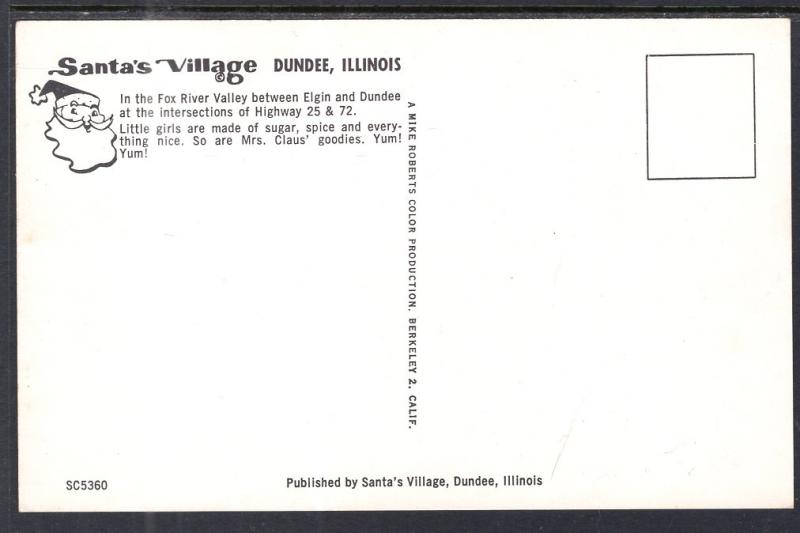 Santa's Village © DUNDEE, ILLINOIS
In the Fox River Valley between Elgin and Dundee
at the intersections of Highway 25 & 72.
Little girls are made of sugar, spice and every-
thing nice. So are Mrs. Claus' goodies. Yum!
Yum!
A MIKE ROBERTS COLOR PRODUCTION. BERKELEY 2. CALIF.
SC5360
Published by Santa's Village, Dundee, Illinois